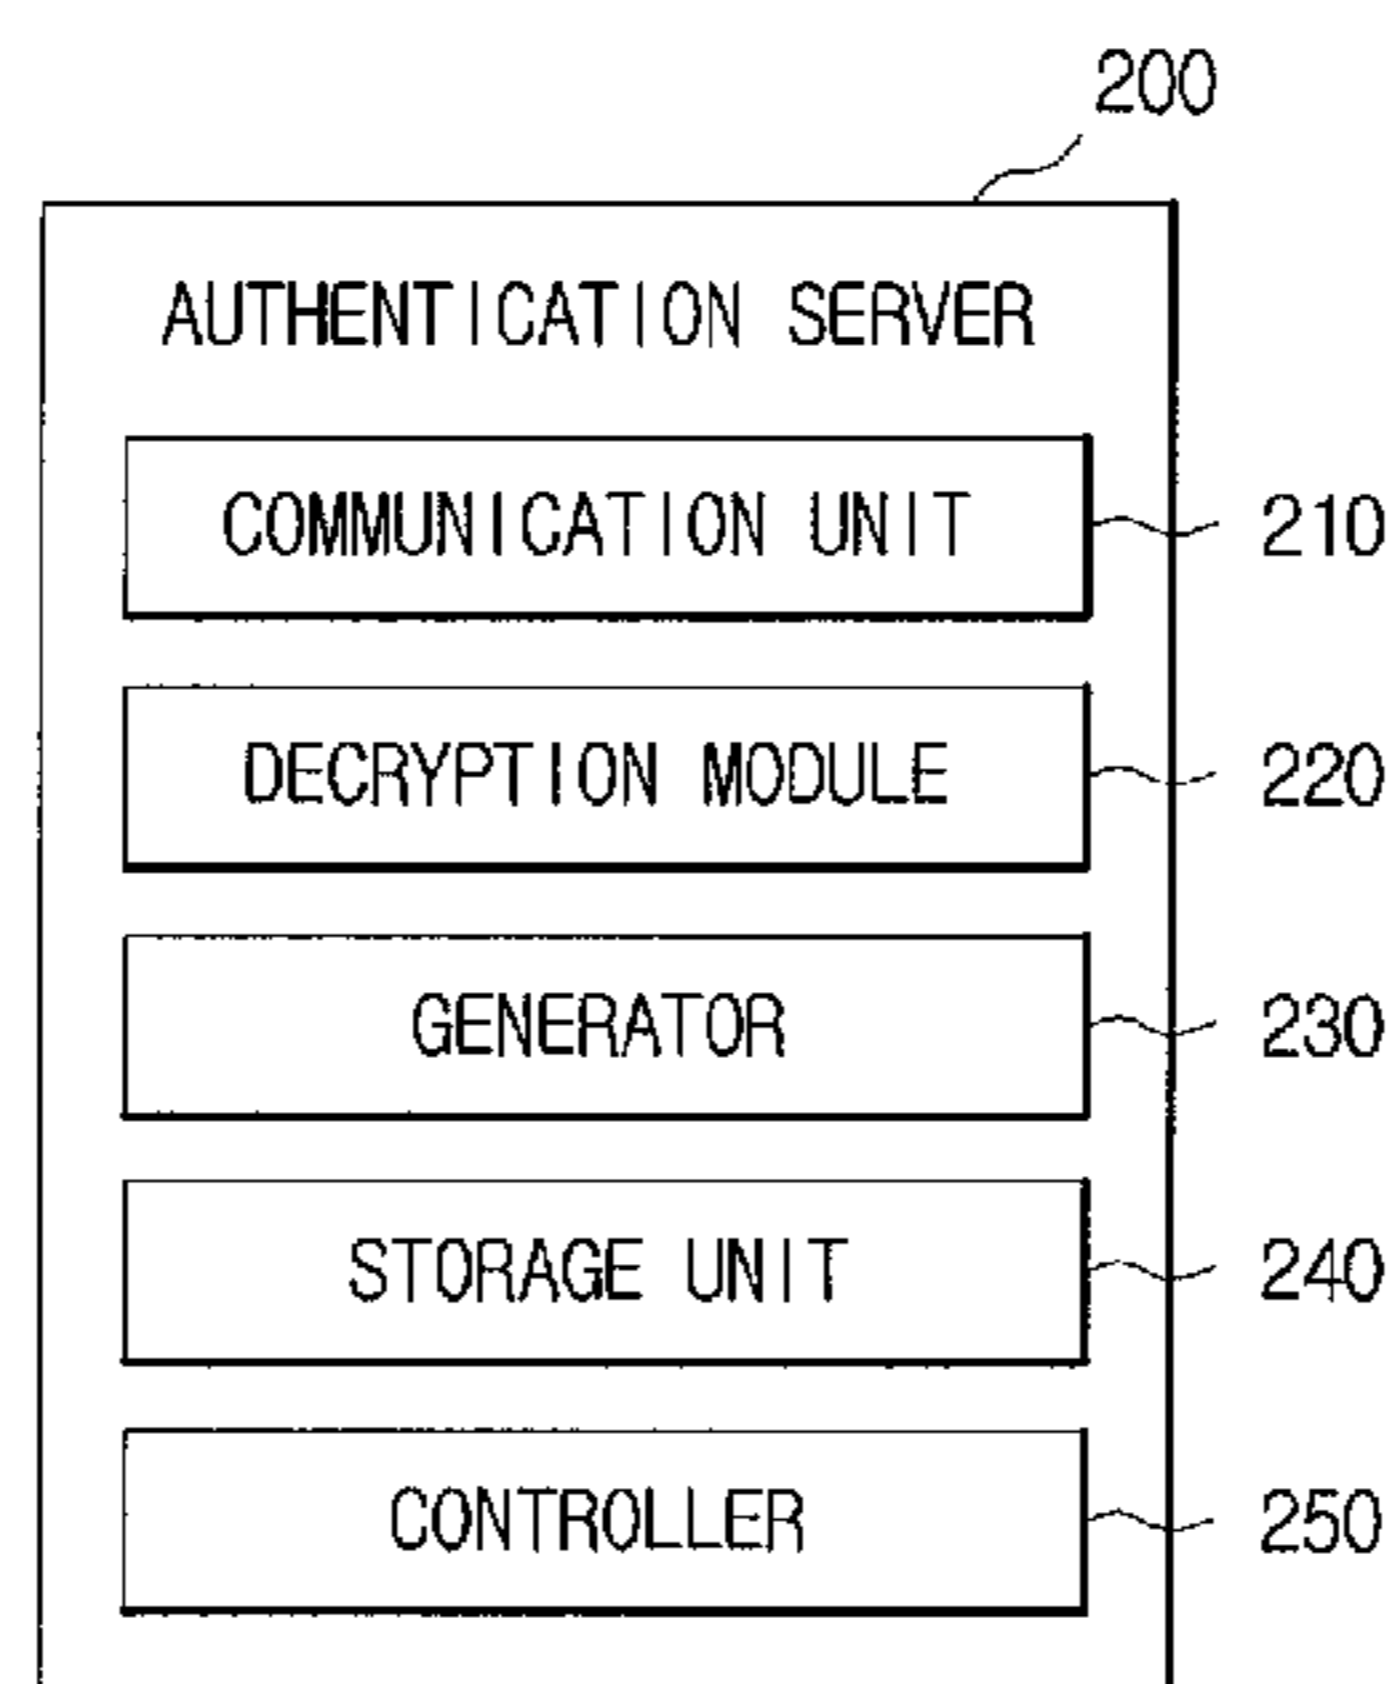 200
AUTHENTICATION SERVER
COMMUNICATION UNIT
210
DECRYPTION MODULE
220
GENERATOR
230
STORAGE UNIT
240
CONTROLLER
250